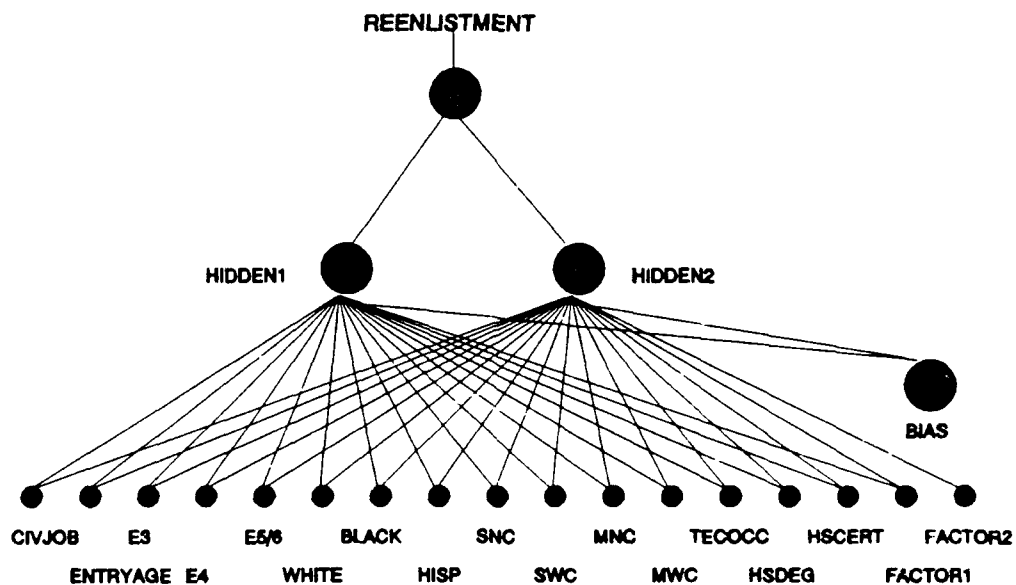 REENLISTMENT
HIDDEN1 HIDDEN2
BIAS
CIVJOB E3 E5/6 BLACK SNC MNC TECOCC HSCERT FACTOR2
ENTRYAGE E4 WHITE HISP SWC MWC HSDEG FACTOR1